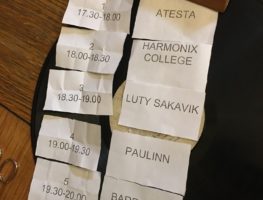 1
17.30-18.00
ATESTA
2
18.00-18.30
HARMONIX
COLLEGE
3
18.30-19.00
LUTY SAKAVIK
4
19.00-19.30
PAULINN
5
19.30-20.00